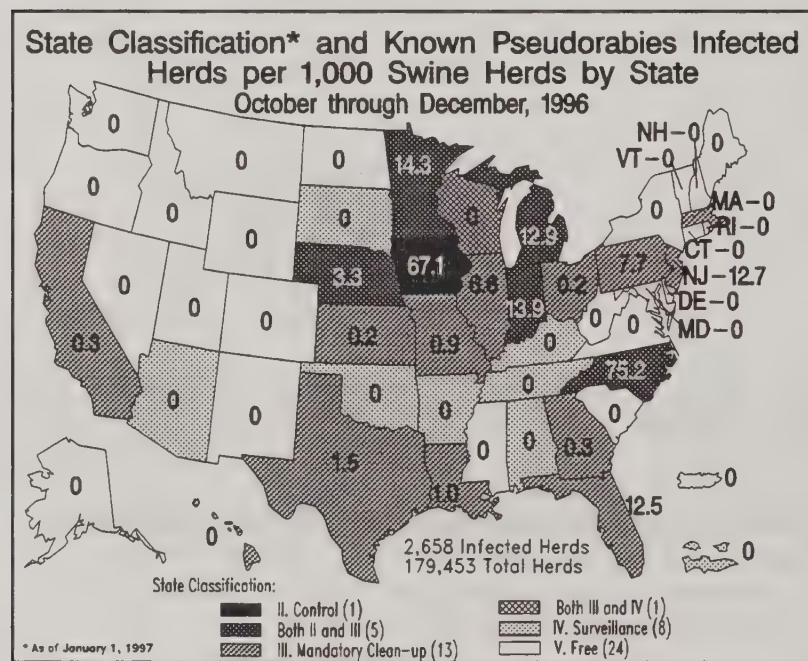 State Classification* and Known Pseudorabies Infected
Herds per 1,000 Swine Herds by State
October through December, 1996
0
0
0
14.3
NH-0
0
VT-0
0
0
0
0
0
0
MA-0
RI-0
12.9
CT-0
67.1
3.3
7.7
NJ-12.7
0.2
13.9
DE-0
0
0
0
0
0
MD-0
0.3
0.2
0.9
0
75.2
0
0
0
0
0
0
0
0
0.3
0
1.5
1.0
12.5
0
0
0
0
2,658 Infected Herds
179,453 Total Herds
State Classification:
II. Control (1)
Both II and III (5)
III. Mandatory Clean-up (13)
Both III and IV (1)
IV. Surveillance (8)
V. Free (24)
* As of January 1, 1997